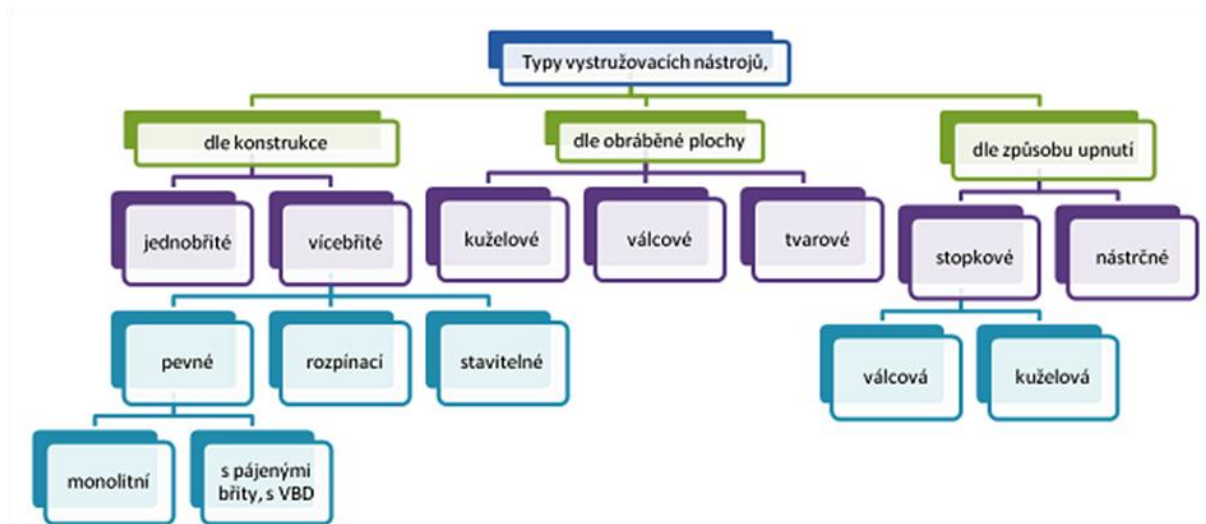 Typy vystružovacích nástrojů,
dle konstrukce
dle obráběné plochy
dle způsobu upnutí
jednobřité
vícebřité
kuželové
válcové
tvarové
stopkové
nástrčné
pevné
rozpínací
stavitelné
válcová
kuželová
monolitní
s pájenými
břity, s VBD